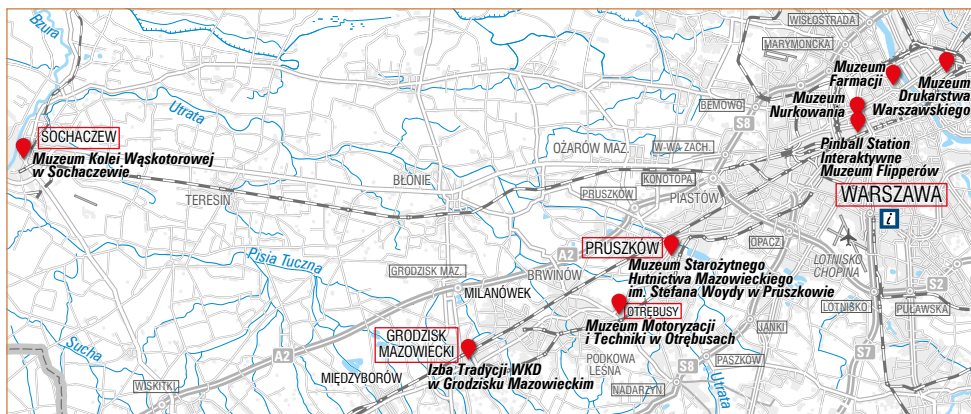 Bzura
WISŁOSTRADA
MARYMONCKA
Muzeum
Farmacji
Muzeum
Drukarstwa
Warszawskiego
Muzeum
Nurkowania
BEMOWO
S8
Utrata
SOCHACZEW
Muzeum Kolei Wąskotorowej
w Sochaczewie
OŻARÓW MAZ.
W-WA ZACH.
Pinball Station
Interaktywne
Muzeum Flipperów
BŁONIE
KONOTOPA
PRUSZKÓW
PIASTÓW
WARSZAWA
i
TERESIN
Pisia Tuczna
PRUSZKÓW
OPACZ
A2
LOTNISKO
CHOPINA
Muzeum Starożytnego
Hutnictwa Mazowieckiego
im. Stefana Woydy w Pruszkowie
GRODZISK MAZ.
BRWINÓW
MILANÓWEK
S2
OTRĘBUSY
LOTNISKO
PUŁAWSKA
Muzeum Motoryzacji
i Techniki w Otrębusach
JANKI
GRODZISK
MAZOWIECKI
Sucha
A2
Izba Tradycji WKD
w Grodzisku Mazowieckim
PODKOWA
LEŚNA
PASZKÓW
S7
S8
Utrata
WISKITKI
MIĘDZYBORÓW
NADARZYN